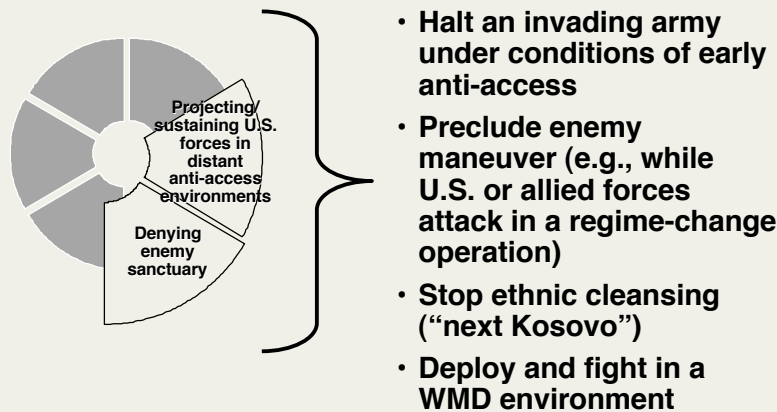 Projecting/
sustaining U.S.
forces in
distant
anti-access
environments
Denying
enemy
sanctuary
• Halt an invading army
under conditions of early
anti-access
• Preclude enemy
maneuver (e.g., while
U.S. or allied forces
attack in a regime-change
operation)
• Stop ethnic cleansing
(“next Kosovo”)
• Deploy and fight in a
WMD environment